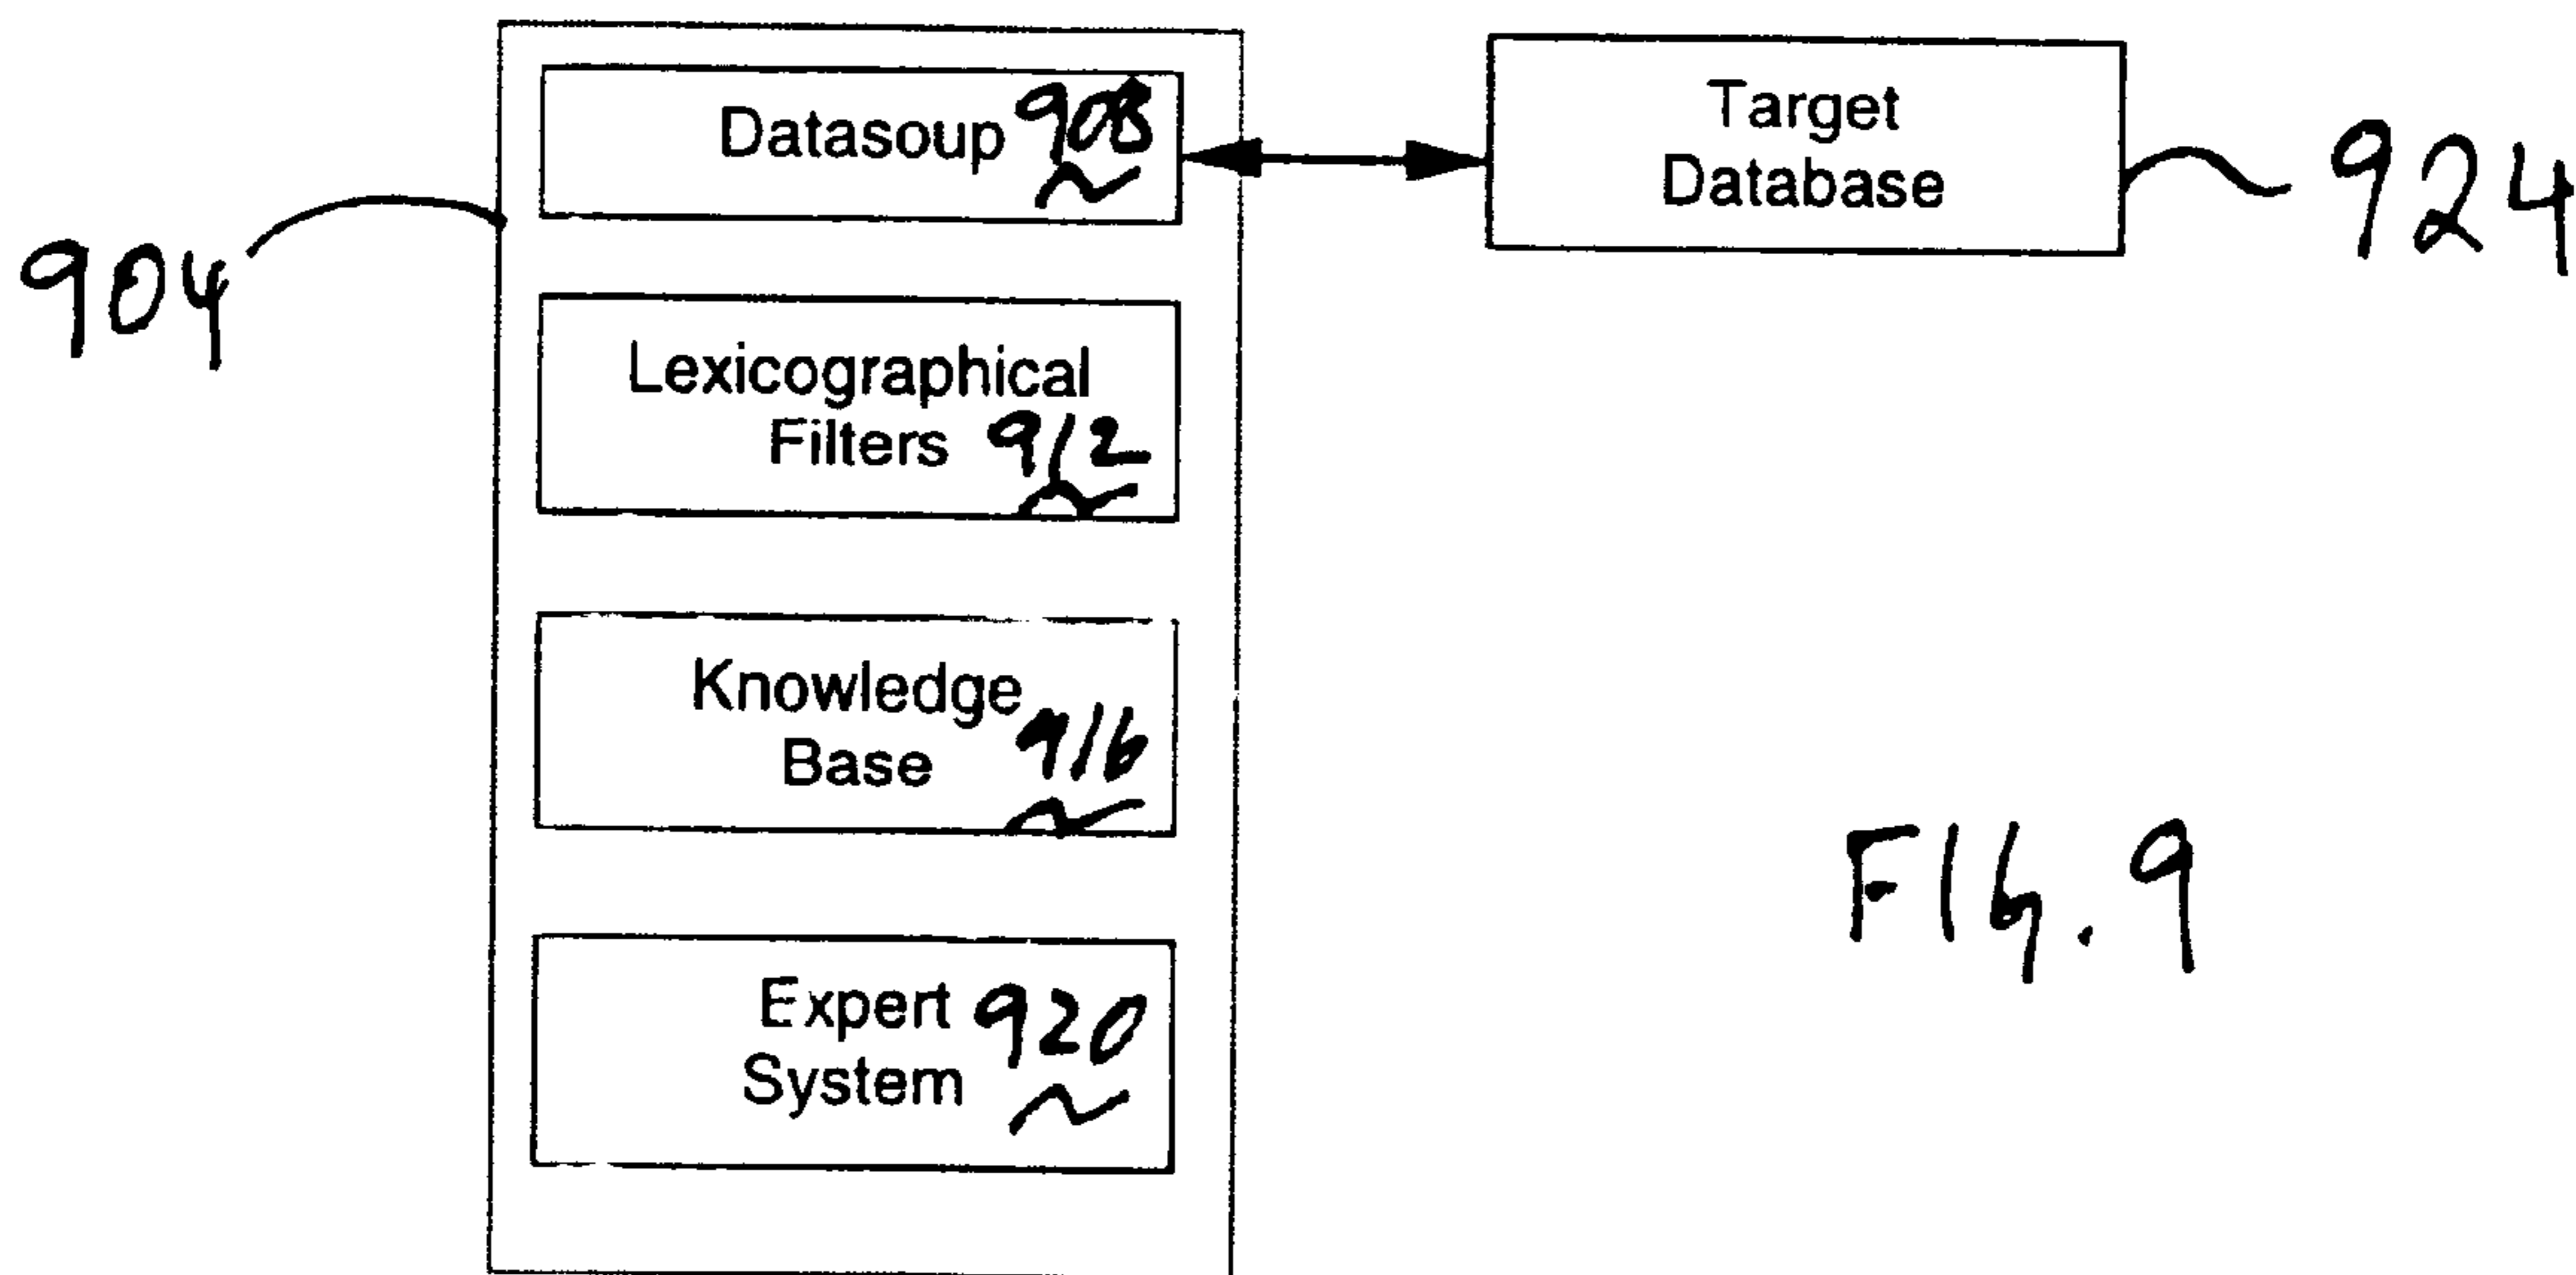 Datasoup 908
Target
Database
924
904
Lexicographical
Filters 912
Knowledge
Base 916
Expert 920
System
FIG. 9